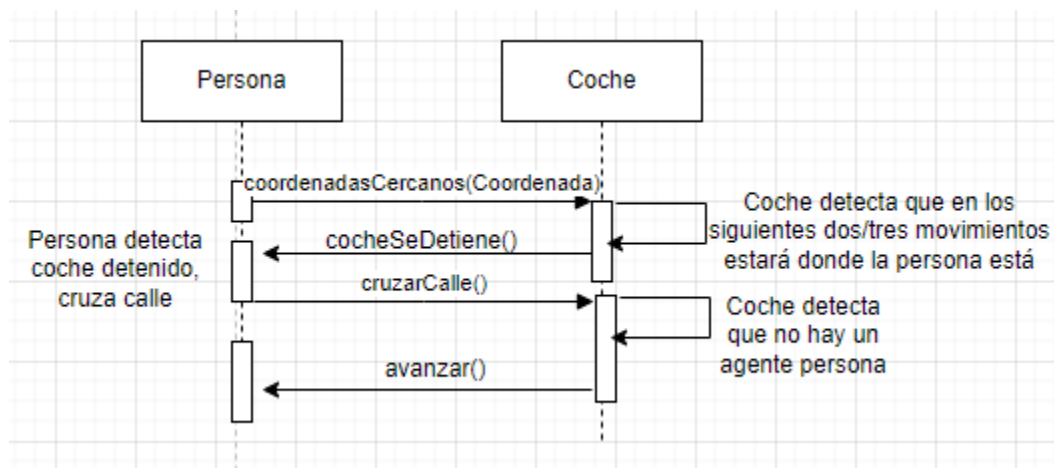 Persona
Coche
coordenadasCercanos(Coordenada)
Coche detecta que en los
siguientes dos/tres movimientos
estará donde la persona está
Persona detecta
coche detenido,
cruza calle
cocheSeDetiene()
cruzarCalle()
Coche detecta
que no hay un
agente persona
avanzar()